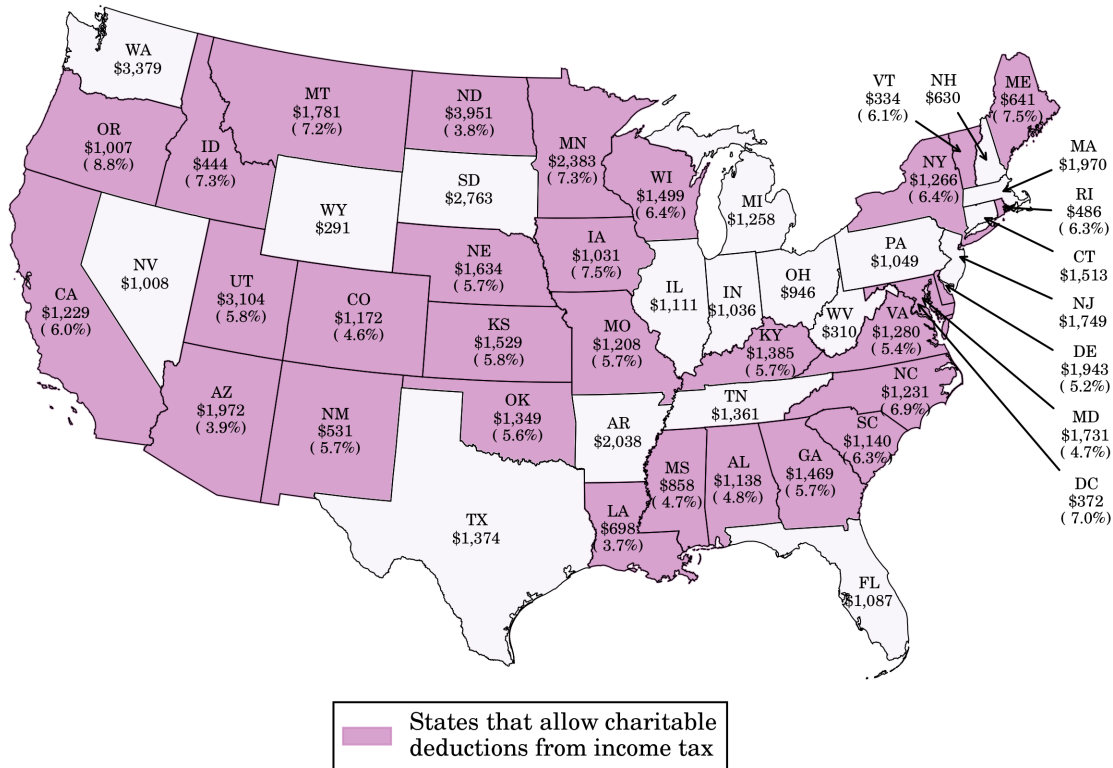 WA
$3,379
MT
$1,781
( 7.2%)
ND
$3,951
( 3.8%)
OR
$1,007
( 8.8%)
ID
$444
( 7.3%)
MN
$2,383
( 7.3%)
SD
$2,763
WY
$291
WI
$1,499
( 6.4%)
MI
$1,258
VT
$334
( 6.1%)
NH
$630
ME
$641
( 7.5%)
NY
$1,266
( 6.4%)
MA
$1,970
RI
$486
( 6.3%)
CT
$1,513
NJ
$1,749
DE
$1,943
( 5.2%)
MD
$1,731
( 4.7%)
DC
$372
( 7.0%)
CA
$1,229
( 6.0%)
NV
$1,008
UT
$3,104
( 5.8%)
CO
$1,172
( 4.6%)
NE
$1,634
( 5.7%)
KS
$1,529
( 5.8%)
IA
$1,031
( 7.5%)
MO
$1,208
( 5.7%)
IL
$1,111
IN
$1,036
OH
$946
PA
$1,049
WV
$310
VA
$1,280
( 5.4%)
KY
$1,385
( 5.7%)
NC
$1,231
( 6.9%)
TN
$1,361
SC
$1,140
( 6.3%)
AZ
$1,972
( 3.9%)
NM
$531
( 5.7%)
OK
$1,349
( 5.6%)
AR
$2,038
MS
$858
( 4.7%)
AL
$1,138
( 4.8%)
GA
$1,469
( 5.7%)
LA
$698
( 3.7%)
TX
$1,374
FL
$1,087
States that allow charitable
deductions from income tax